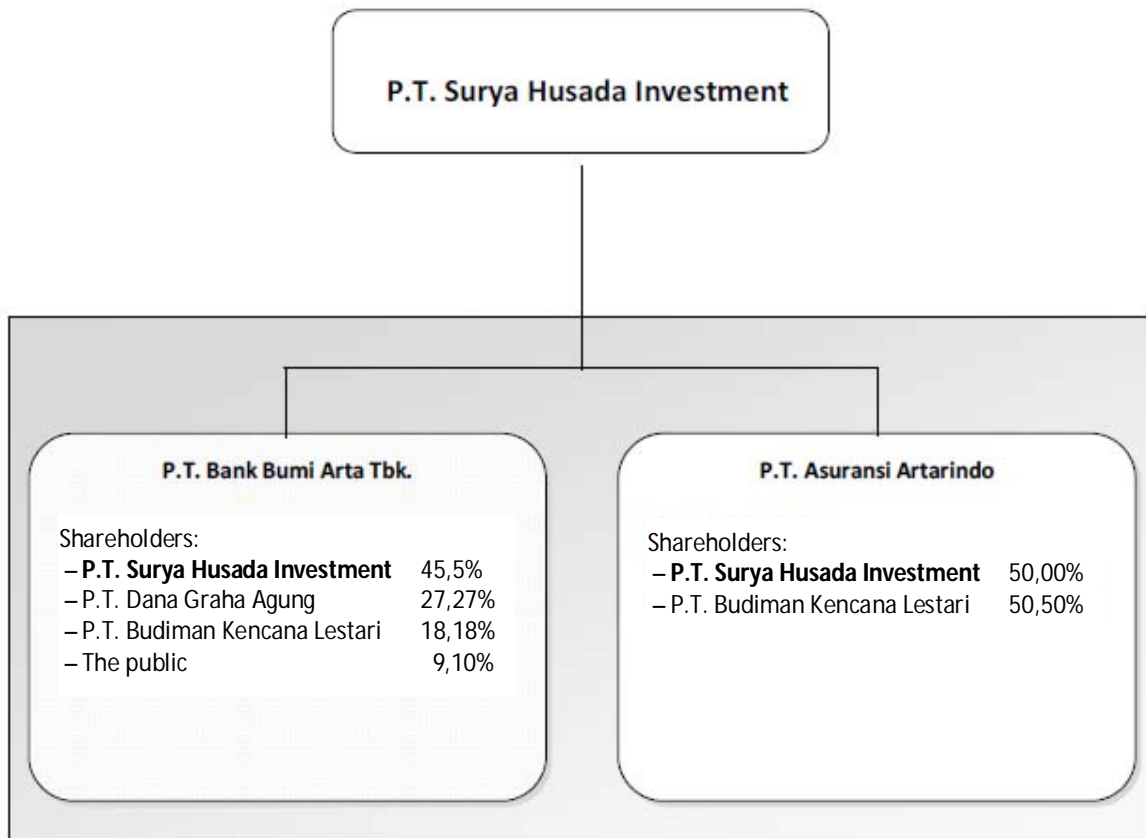 P.T. Surya Husada Investment
P.T. Bank Bumi Arta Tbk.
Shareholders:
– P.T. Surya Husada Investment 45,5%
– P.T. Dana Graha Agung 27,27%
– P.T. Budiman Kencana Lestari 18,18%
– The public 9,10%
P.T. Asuransi Artarindo
Shareholders:
– P.T. Surya Husada Investment 50,00%
– P.T. Budiman Kencana Lestari 50,50%